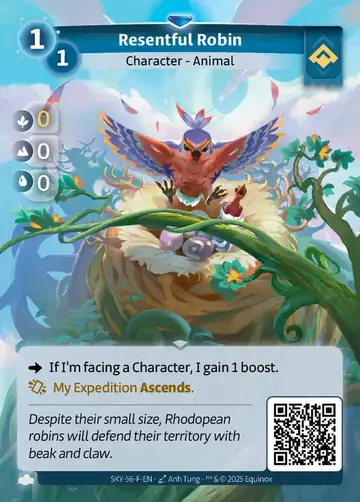 1
1
Resentful Robin
Character - Animal
0
0
0
If I'm facing a Character, I gain 1 boost.
My Expedition Ascends.
Despite their small size, Rhodopean
robins will defend their territory with
beak and claw.
SKY-56-F-EN - Anh Tung - ™ & © 2025 Equinox